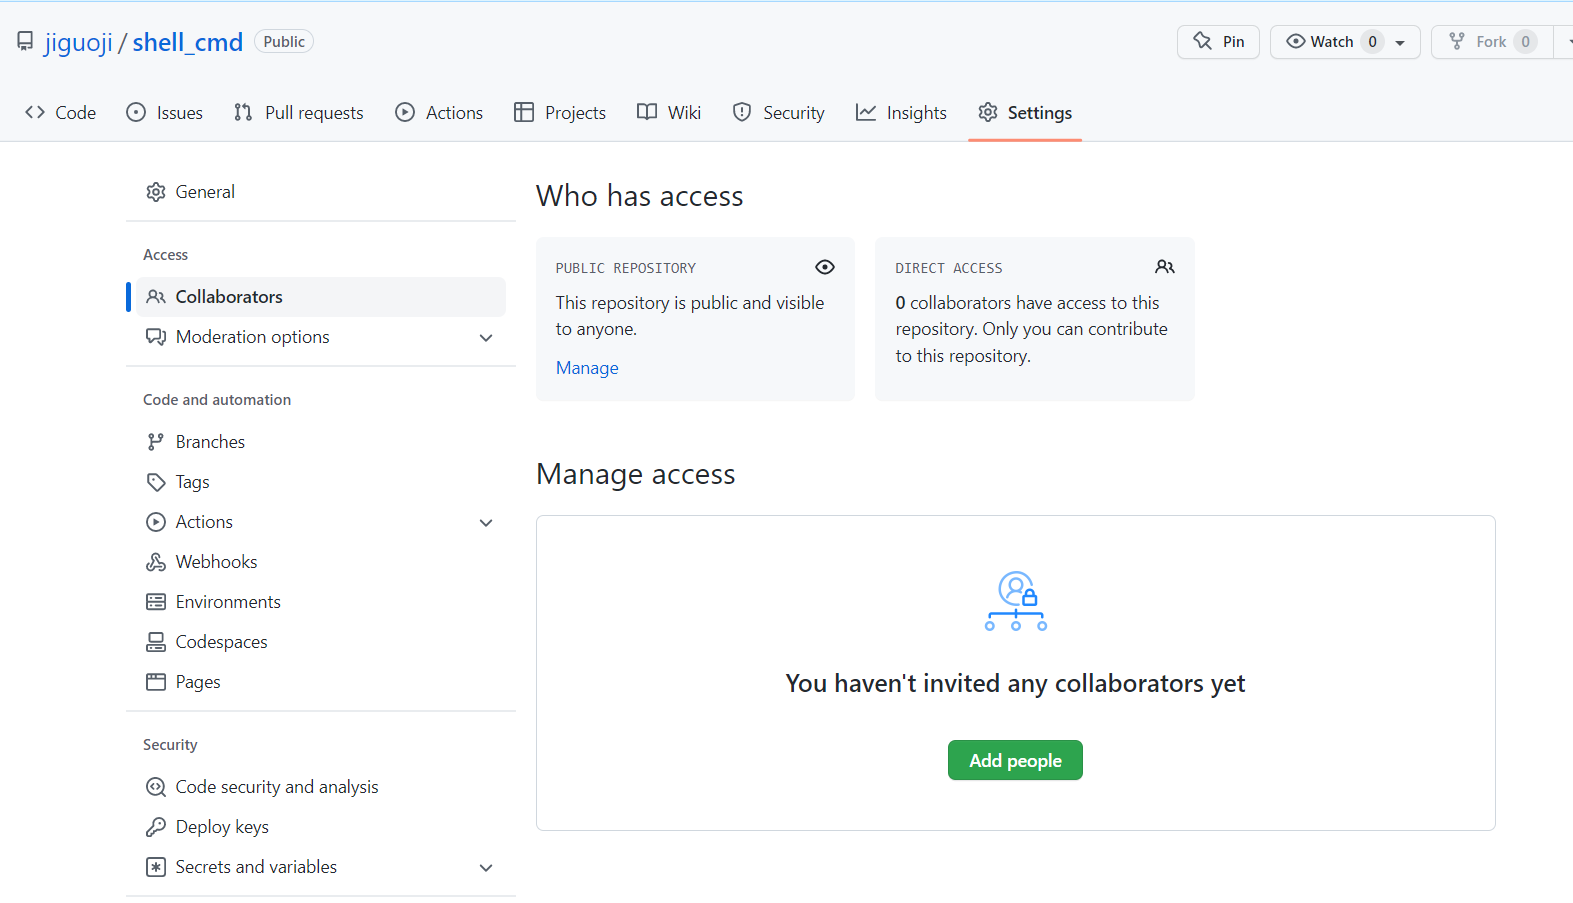 jiguoji / shell_cmd Public
Pin Watch 0 Fork 0
Code Issues Pull requests Actions Projects Wiki Security Insights Settings
General
Access
Collaborators
Moderation options
Code and automation
Branches
Tags
Actions
Webhooks
Environments
Codespaces
Pages
Security
Code security and analysis
Deploy keys
Secrets and variables
Who has access
PUBLIC REPOSITORY
This repository is public and visible
to anyone.
Manage
DIRECT ACCESS
0 collaborators have access to this
repository. Only you can contribute
to this repository.
Manage access
You haven't invited any collaborators yet
Add people